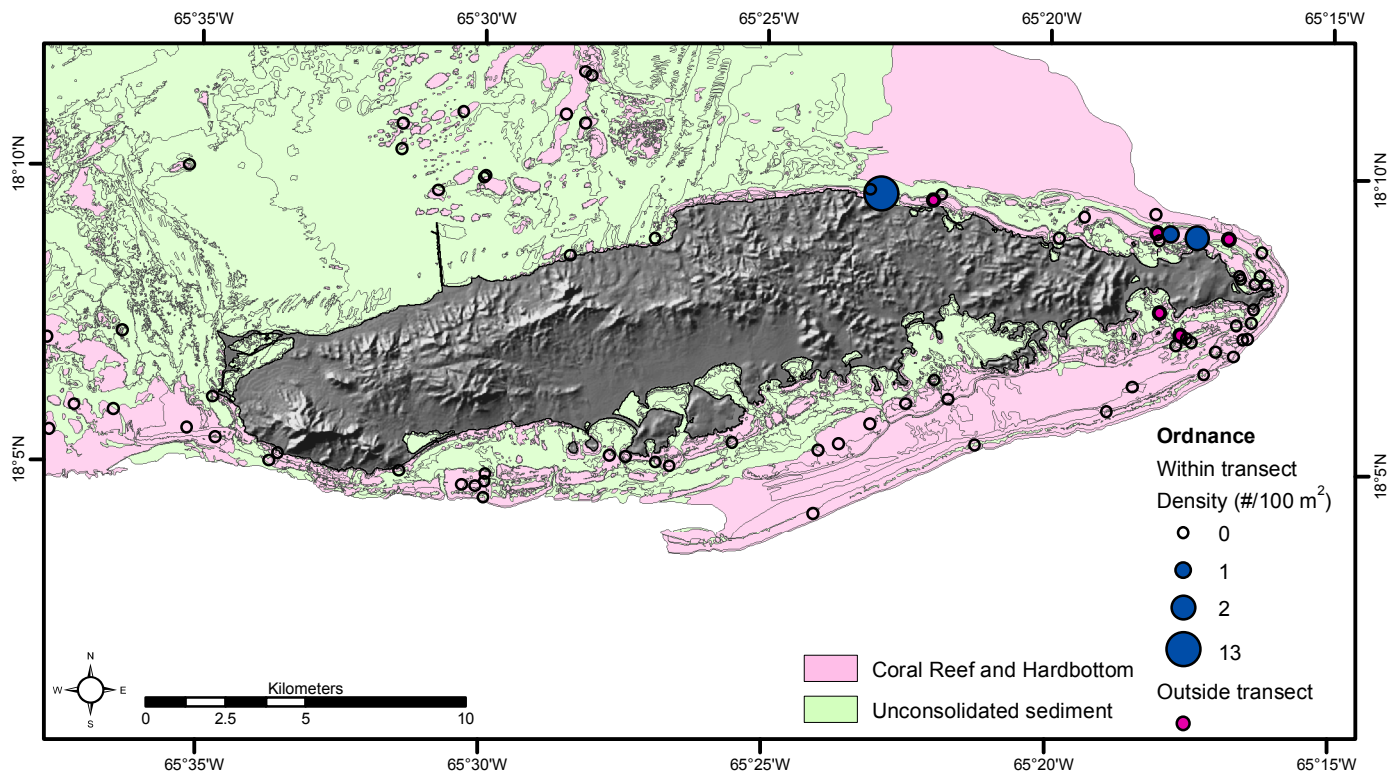 65°35'W 65°30'W 65°25'W 65°20'W 65°15'W
18°10'N
18°10'N
18°5'N
18°5'N
Ordnance
Within transect
Density (#/100 m²)
0
1
2
13
Outside transect
Coral Reef and Hardbottom
Unconsolidated sediment
N
W E
S
Kilometers
0 2.5 5 10
65°35'W 65°30'W 65°25'W 65°20'W 65°15'W